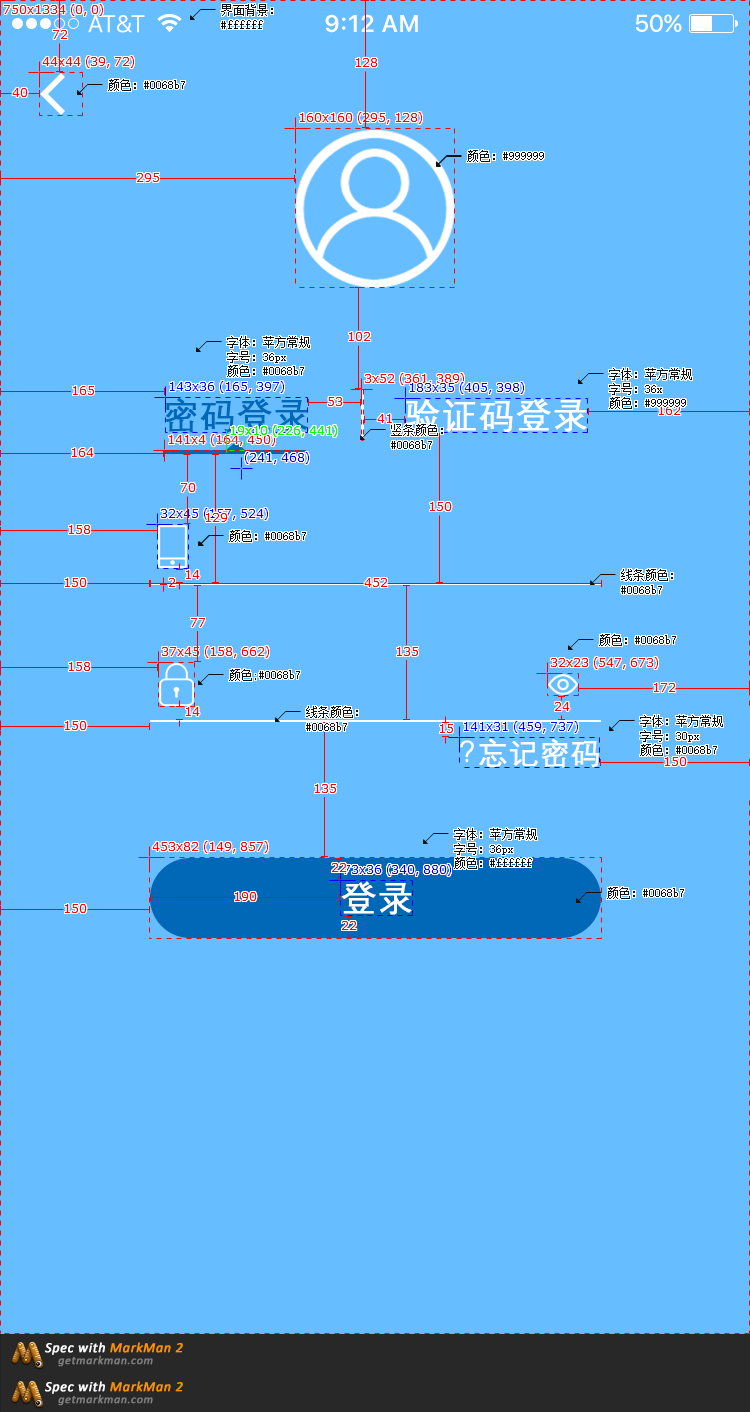 750x1334 (0, 0)
AT&T
9:12 AM
50%
界面背景:
#ffffff
72
128
44x44 (39, 72)
40
颜色: #0068b7
160x160 (295, 128)
颜色: #999999
295
102
字体: 苹方常规
字号: 36px
颜色: #0068b7
字体: 苹方常规
字号: 36x
颜色: #999999
165
143x36 (165, 397)
3x52 (361, 389)
183x35 (405, 398)
密码登录
53
41
验证码登录
162
19x10 (226, 441)
141x4 (164, 450)
竖条颜色:
#0068b7
164
(241, 468)
70
129
150
32x45 (157, 524)
158
颜色: #0068b7
14
线条颜色:
#0068b7
150
2
452
77
135
颜色: #0068b7
37x45 (158, 662)
32x23 (547, 673)
158
颜色:#0068b7
172
14
24
线条颜色:
#0068b7
150
15
141x31 (459, 737)
字体: 苹方常规
字号: 30px
颜色: #0068b7
?忘记密码
150
135
字体: 苹方常规
字号: 36px
颜色: #ffffff
453x82 (149, 857)
22
73x36 (340, 880)
190
登录
颜色: #0068b7
150
22
Spec with MarkMan 2
getmarkman.com
Spec with MarkMan 2
getmarkman.com